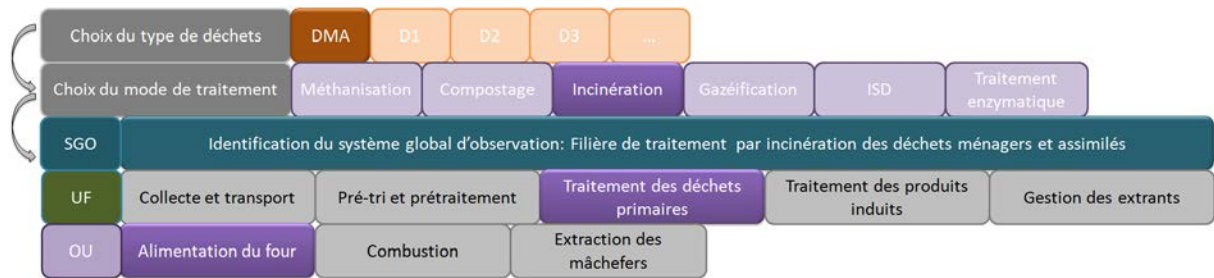 Choix du type de déchets DMA D1 D2 D3 ...
Choix du mode de traitement Méthanisation Compostage Incinération Gazéification ISD Traitement enzymatique
SGO Identification du système global d'observation: Filière de traitement par incinération des déchets ménagers et assimilés
UF Collecte et transport Pré-tri et prétraitement Traitement des déchets primaires Traitement des produits induits Gestion des extrants
OU Alimentation du four Combustion Extraction des mâchefers